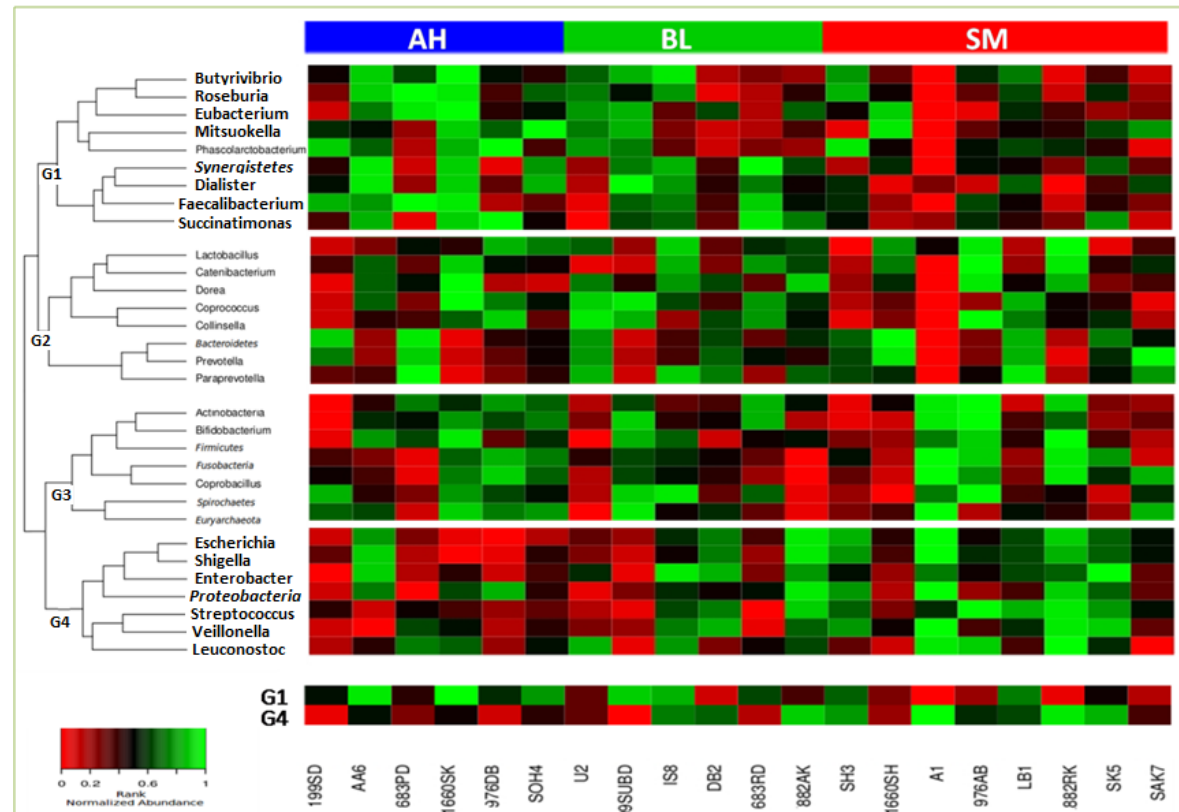 AH BL SM
Butyrivibrio
Roseburia
Eubacterium
Mitsuokella
Phascolarctobacterium
Synergistetes
G1
Dialister
Faecalibacterium
Succinatimonas
Lactobacillus
Catenibacterium
Dorea
Coprococcus
Collinsella
G2
Bacteroidetes
Prevotella
Paraprevotella
Actinobacteria
Bifidobacterium
Firmicutes
Fusobacteria
Coprobacillus
G3
Spirochaetes
Euryarchaeota
Escherichia
Shigella
Enterobacter
Proteobacteria
G4
Streptococcus
Veillonella
Leuconostoc
G1
G4
0 0.2 0.6 1
Rank
Normalized Abundance
199SD AA6 683PD 1660SK 976DB SOH4 U2 9SUBD IS8 DB2 683RD 882AK SH3 1660SH A1 976AB LB1 882RK SK5 SAK7